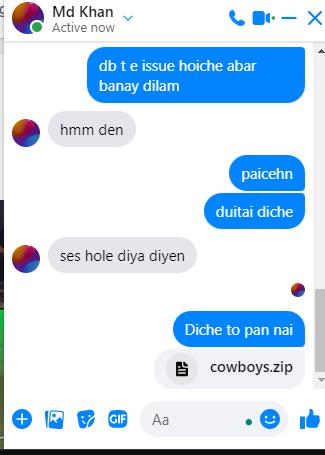 Md Khan
Active now
db t e issue hoiche abar
banay dilam
hmm den
paicehn
duitai diche
ses hole diya diyen
Diche to pan nai
cowboys.zip
GIF
Aa